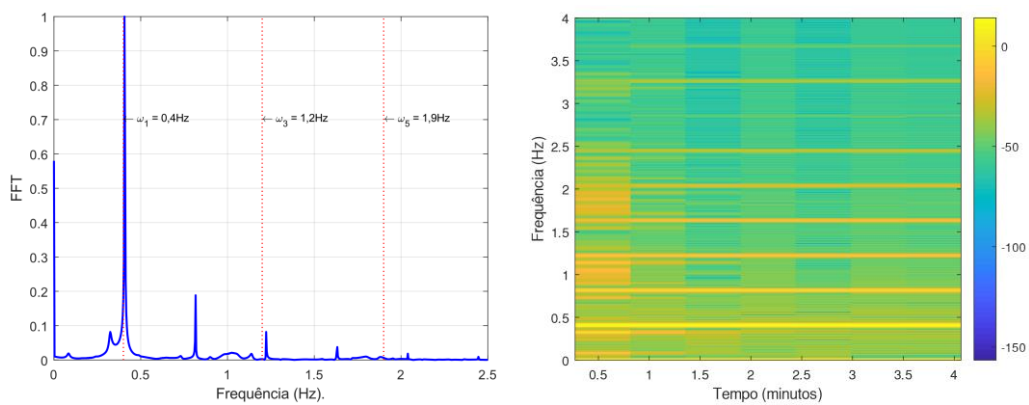 1
0.9
0.8
0.7
0.6
0.5
0.4
0.3
0.2
0.1
0
FFT
← ω1 = 0,4Hz
← ω3 = 1,2Hz
← ω5 = 1,9Hz
0 0.5 1 1.5 2 2.5
Frequência (Hz).
4
3.5
3
2.5
2
1.5
1
0.5
0
Frequência (Hz)
0.5 1 1.5 2 2.5 3 3.5 4
Tempo (minutos)
0
-50
-100
-150